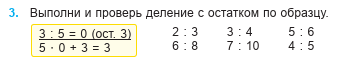 3. Выполни и проверь деление с остатком по образцу.
3 : 5 = 0 (ост. 3)
5 · 0 + 3 = 3
2 : 3 3 : 4 5 : 6
6 : 8 7 : 10 4 : 5